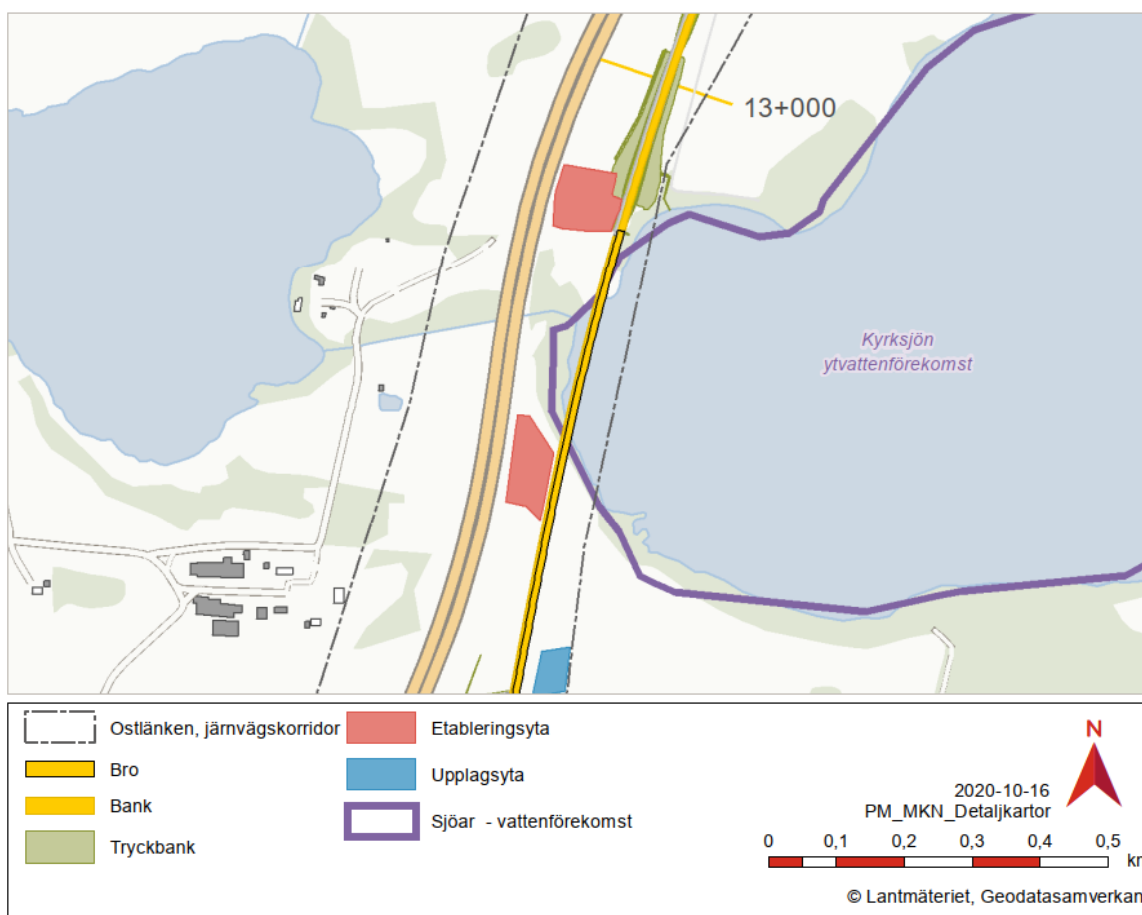 13+000
Kyrksjön
ytvattenförekomst
Ostlänken, järnvägskorridor
Bro
Bank
Tryckbank
Etableringsyta
Upplagsyta
Sjöar - vattenförekomst
N
2020-10-16
PM_MKN_Detaljkartor
0 0,1 0,2 0,3 0,4 0,5
km
© Lantmäteriet, Geodatasamverkan